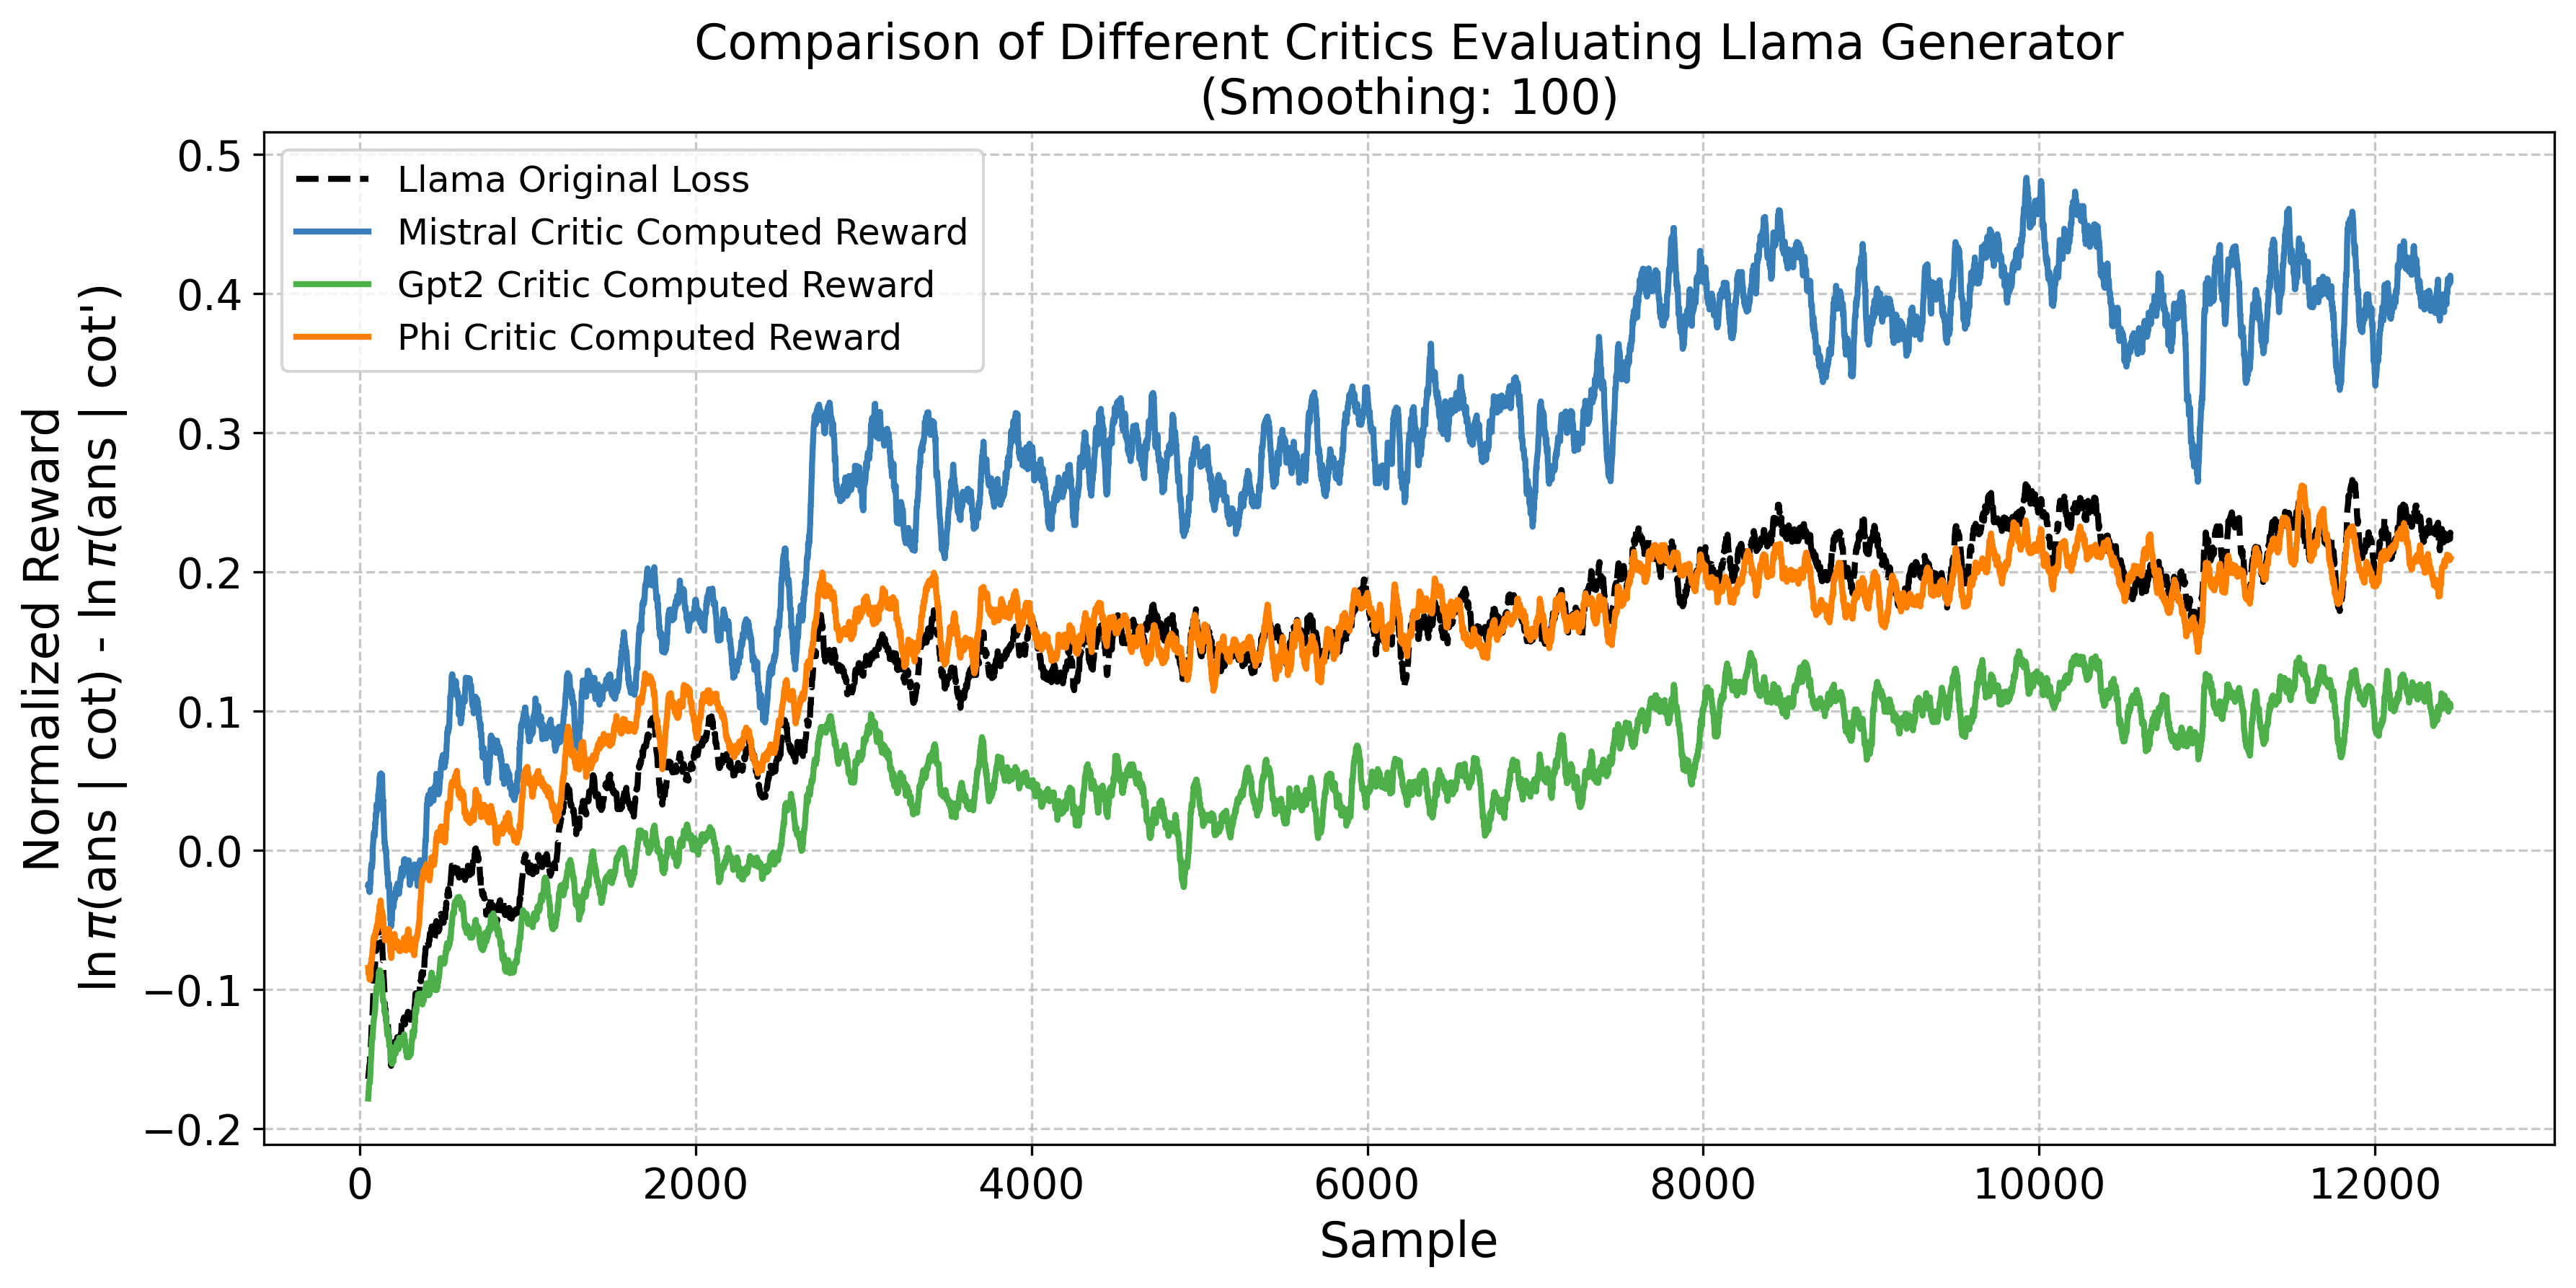 Comparison of Different Critics Evaluating Llama Generator
(Smoothing: 100)
Normalized Reward
ln π(ans | cot) - ln π(ans | cot')
0.5
0.4
0.3
0.2
0.1
0.0
−0.1
−0.2
Llama Original Loss
Mistral Critic Computed Reward
Gpt2 Critic Computed Reward
Phi Critic Computed Reward
0 2000 4000 6000 8000 10000 12000
Sample